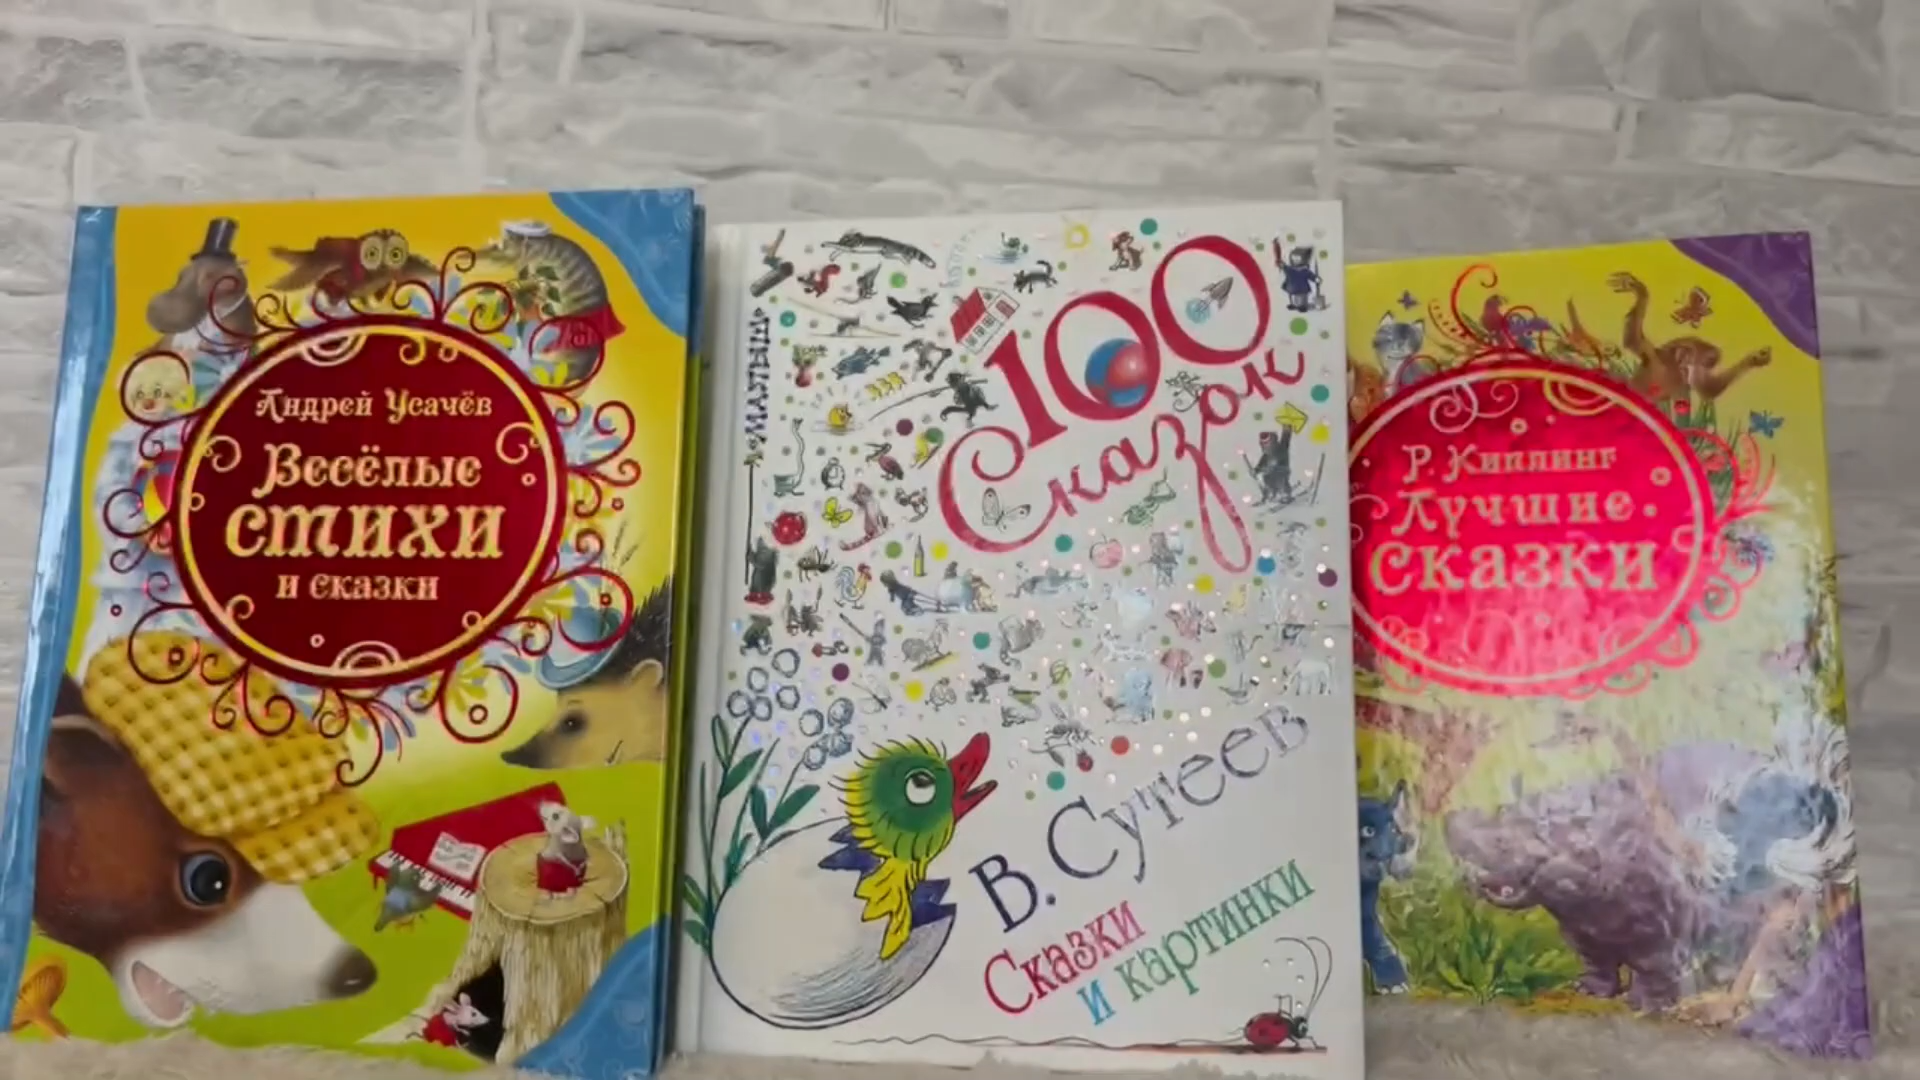 Андрей Усачёв
Весёлые
стихи
и сказки
«МАЛЫШ»
100
Сказок
В. Сутеев
Сказки
и картинки
Р. Киплинг
Лучшие
сказки